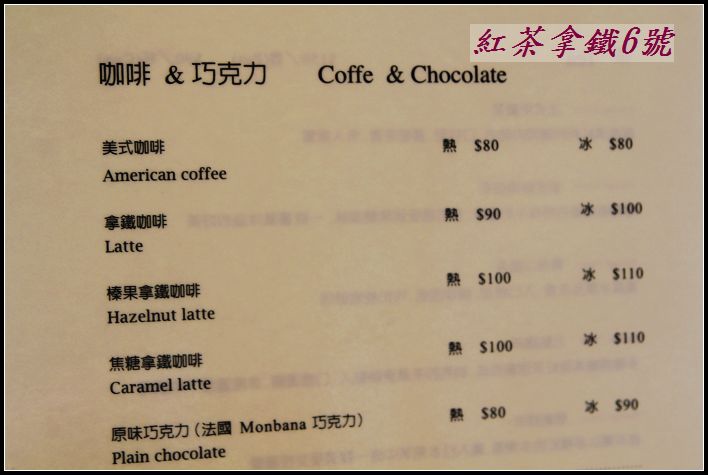 紅茶拿鐵6號
咖啡 & 巧克力 Coffe & Chocolate
美式咖啡 熱 $80 冰 $80
American coffee
拿鐵咖啡 熱 $90 冰 $100
Latte
榛果拿鐵咖啡 熱 $100 冰 $110
Hazelnut latte
焦糖拿鐵咖啡 熱 $100 冰 $110
Caramel latte
原味巧克力 (法國 Monbana 巧克力) 熱 $80 冰 $90
Plain chocolate